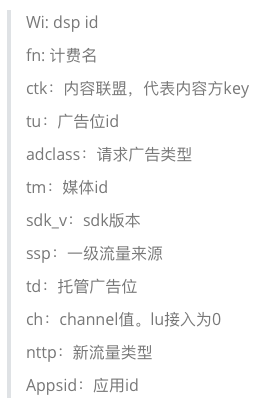 Wi: dsp id
fn: 计费名
ctk：内容联盟，代表内容方key
tu：广告位id
adclass：请求广告类型
tm：媒体id
sdk_v：sdk版本
ssp：一级流量来源
td：托管广告位
ch：channel值。lu接入为0
nttp：新流量类型
Appsid：应用id